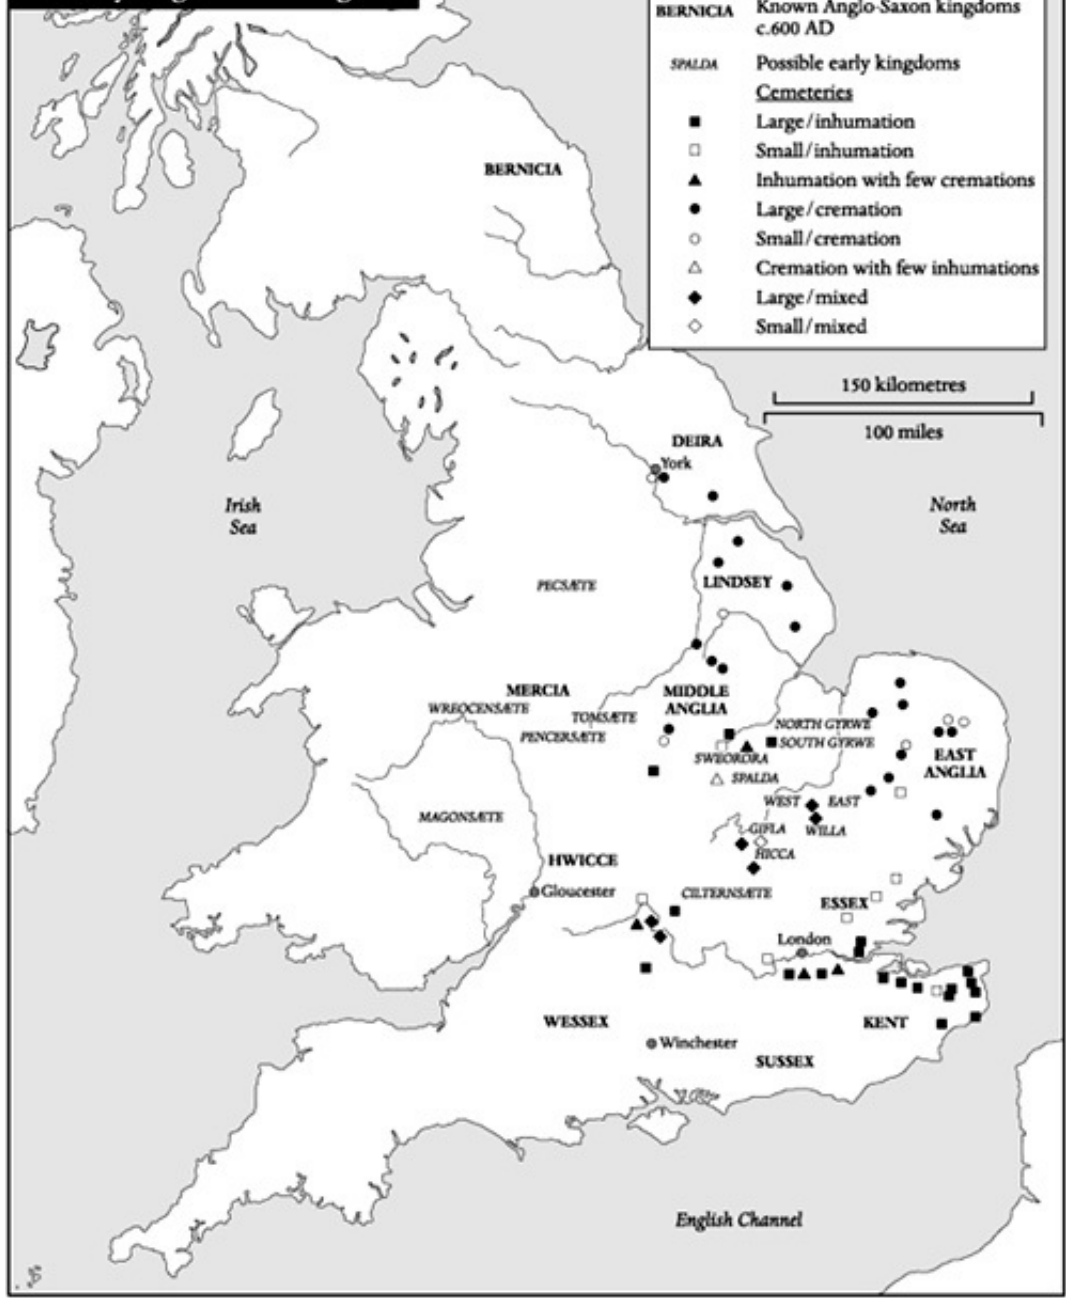 BERNICIA Known Anglo-Saxon kingdoms
c.600 AD
SPALDA Possible early kingdoms
Cemeteries
Large/inhumation
Small/inhumation
Inhumation with few cremations
Large/cremation
Small/cremation
Cremation with few inhumations
Large/mixed
Small/mixed
150 kilometres
100 miles
BERNICIA
DEIRA
York
Irish
Sea
North
Sea
PECSÆTE
LINDSEY
MERCIA
WREOCENSÆTE
TOMSÆTE
PENCERSÆTE
MIDDLE
ANGLIA
NORTH GYRWE
SOUTH GYRWE
SWEORORA
SPALDA
EAST
ANGLIA
WEST EAST
WILLA
GIFLA
HICCA
MAGONSÆTE
HWICCE
Gloucester
CILTERNSÆTE
ESSEX
London
WESSEX
KENT
Winchester
SUSSEX
English Channel